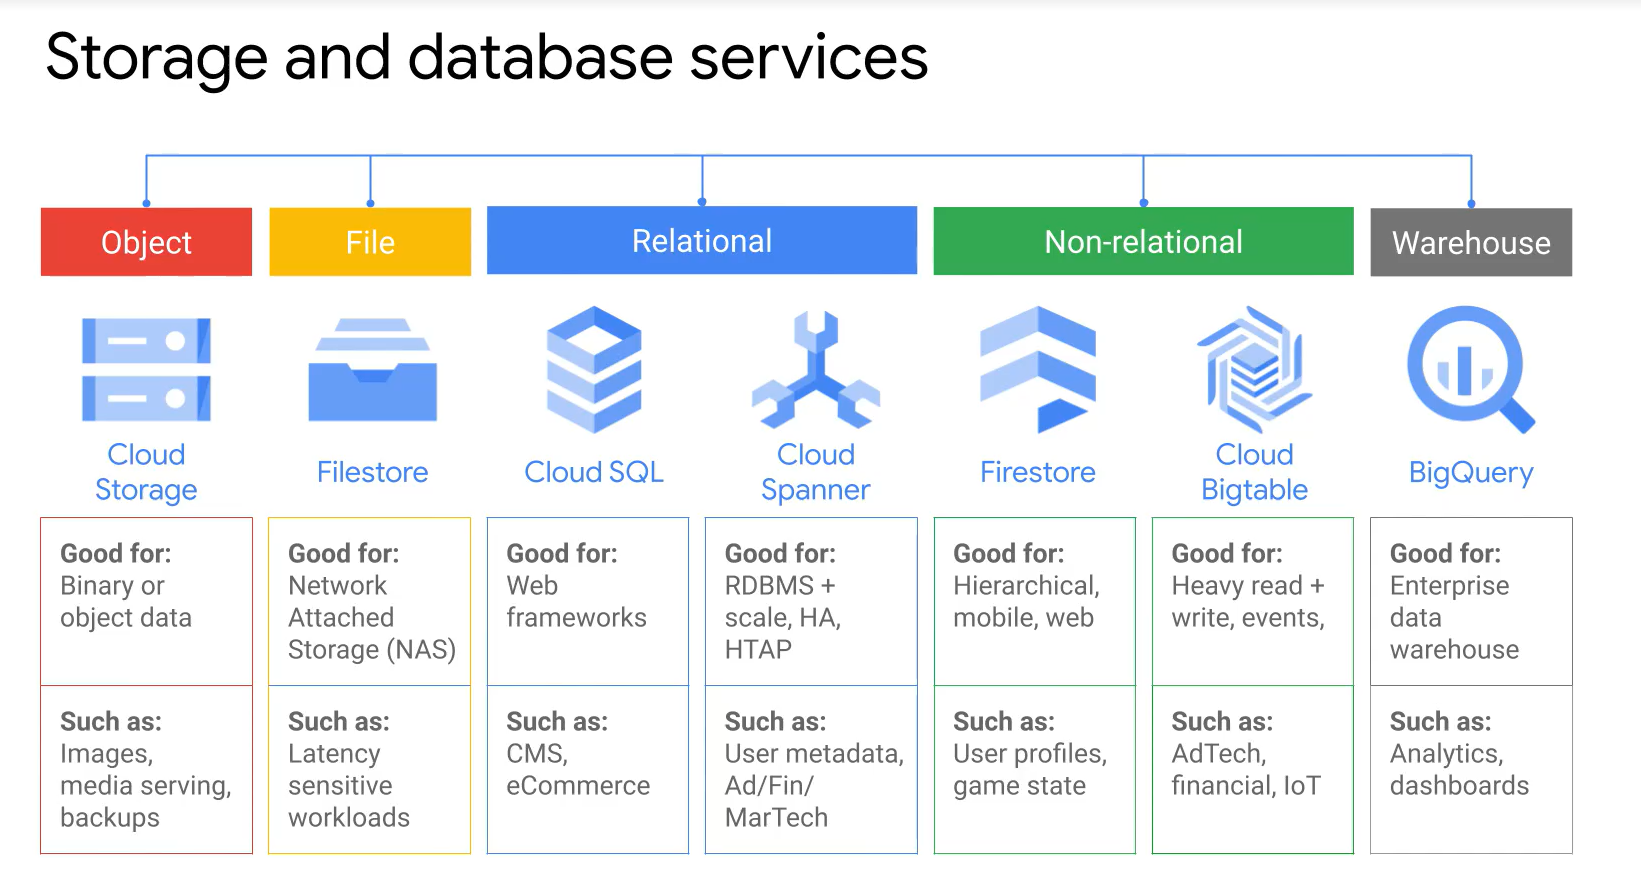 Storage and database services
Object
File
Relational
Non-relational
Warehouse
Cloud
Storage
Filestore
Cloud SQL
Cloud
Spanner
Firestore
Cloud
Bigtable
BigQuery
Good for:
Binary or
object data
Good for:
Network
Attached
Storage (NAS)
Good for:
Web
frameworks
Good for:
RDBMS +
scale, HA,
HTAP
Good for:
Hierarchical,
mobile, web
Good for:
Heavy read +
write, events,
Good for:
Enterprise
data
warehouse
Such as:
Images,
media serving,
backups
Such as:
Latency
sensitive
workloads
Such as:
CMS,
eCommerce
Such as:
User metadata,
Ad/Fin/
MarTech
Such as:
User profiles,
game state
Such as:
AdTech,
financial, IoT
Such as:
Analytics,
dashboards